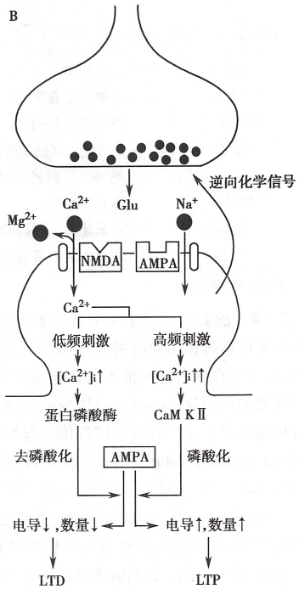 B
逆向化学信号
Ca²⁺ Glu Na⁺
Mg²⁺
NMDA AMPA
Ca²⁺
低频刺激 高频刺激
[Ca²⁺]i↑ [Ca²⁺]i↑↑
蛋白磷酸酶 CaM KⅡ
去磷酸化 AMPA 磷酸化
电导↓,数量↓ 电导↑,数量↑
LTD LTP